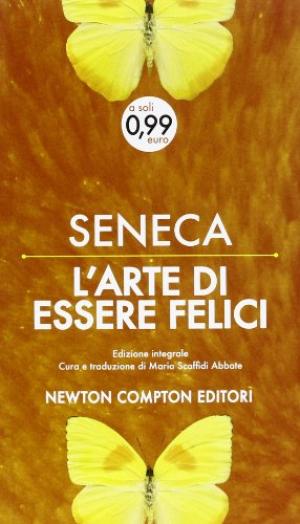 a soli
0,99
euro
SENECA
L'ARTE DI
ESSERE FELICI
Edizione integrale
Cura e traduzione di Mario Scaffidi Abbate
NEWTON COMPTON EDITORI